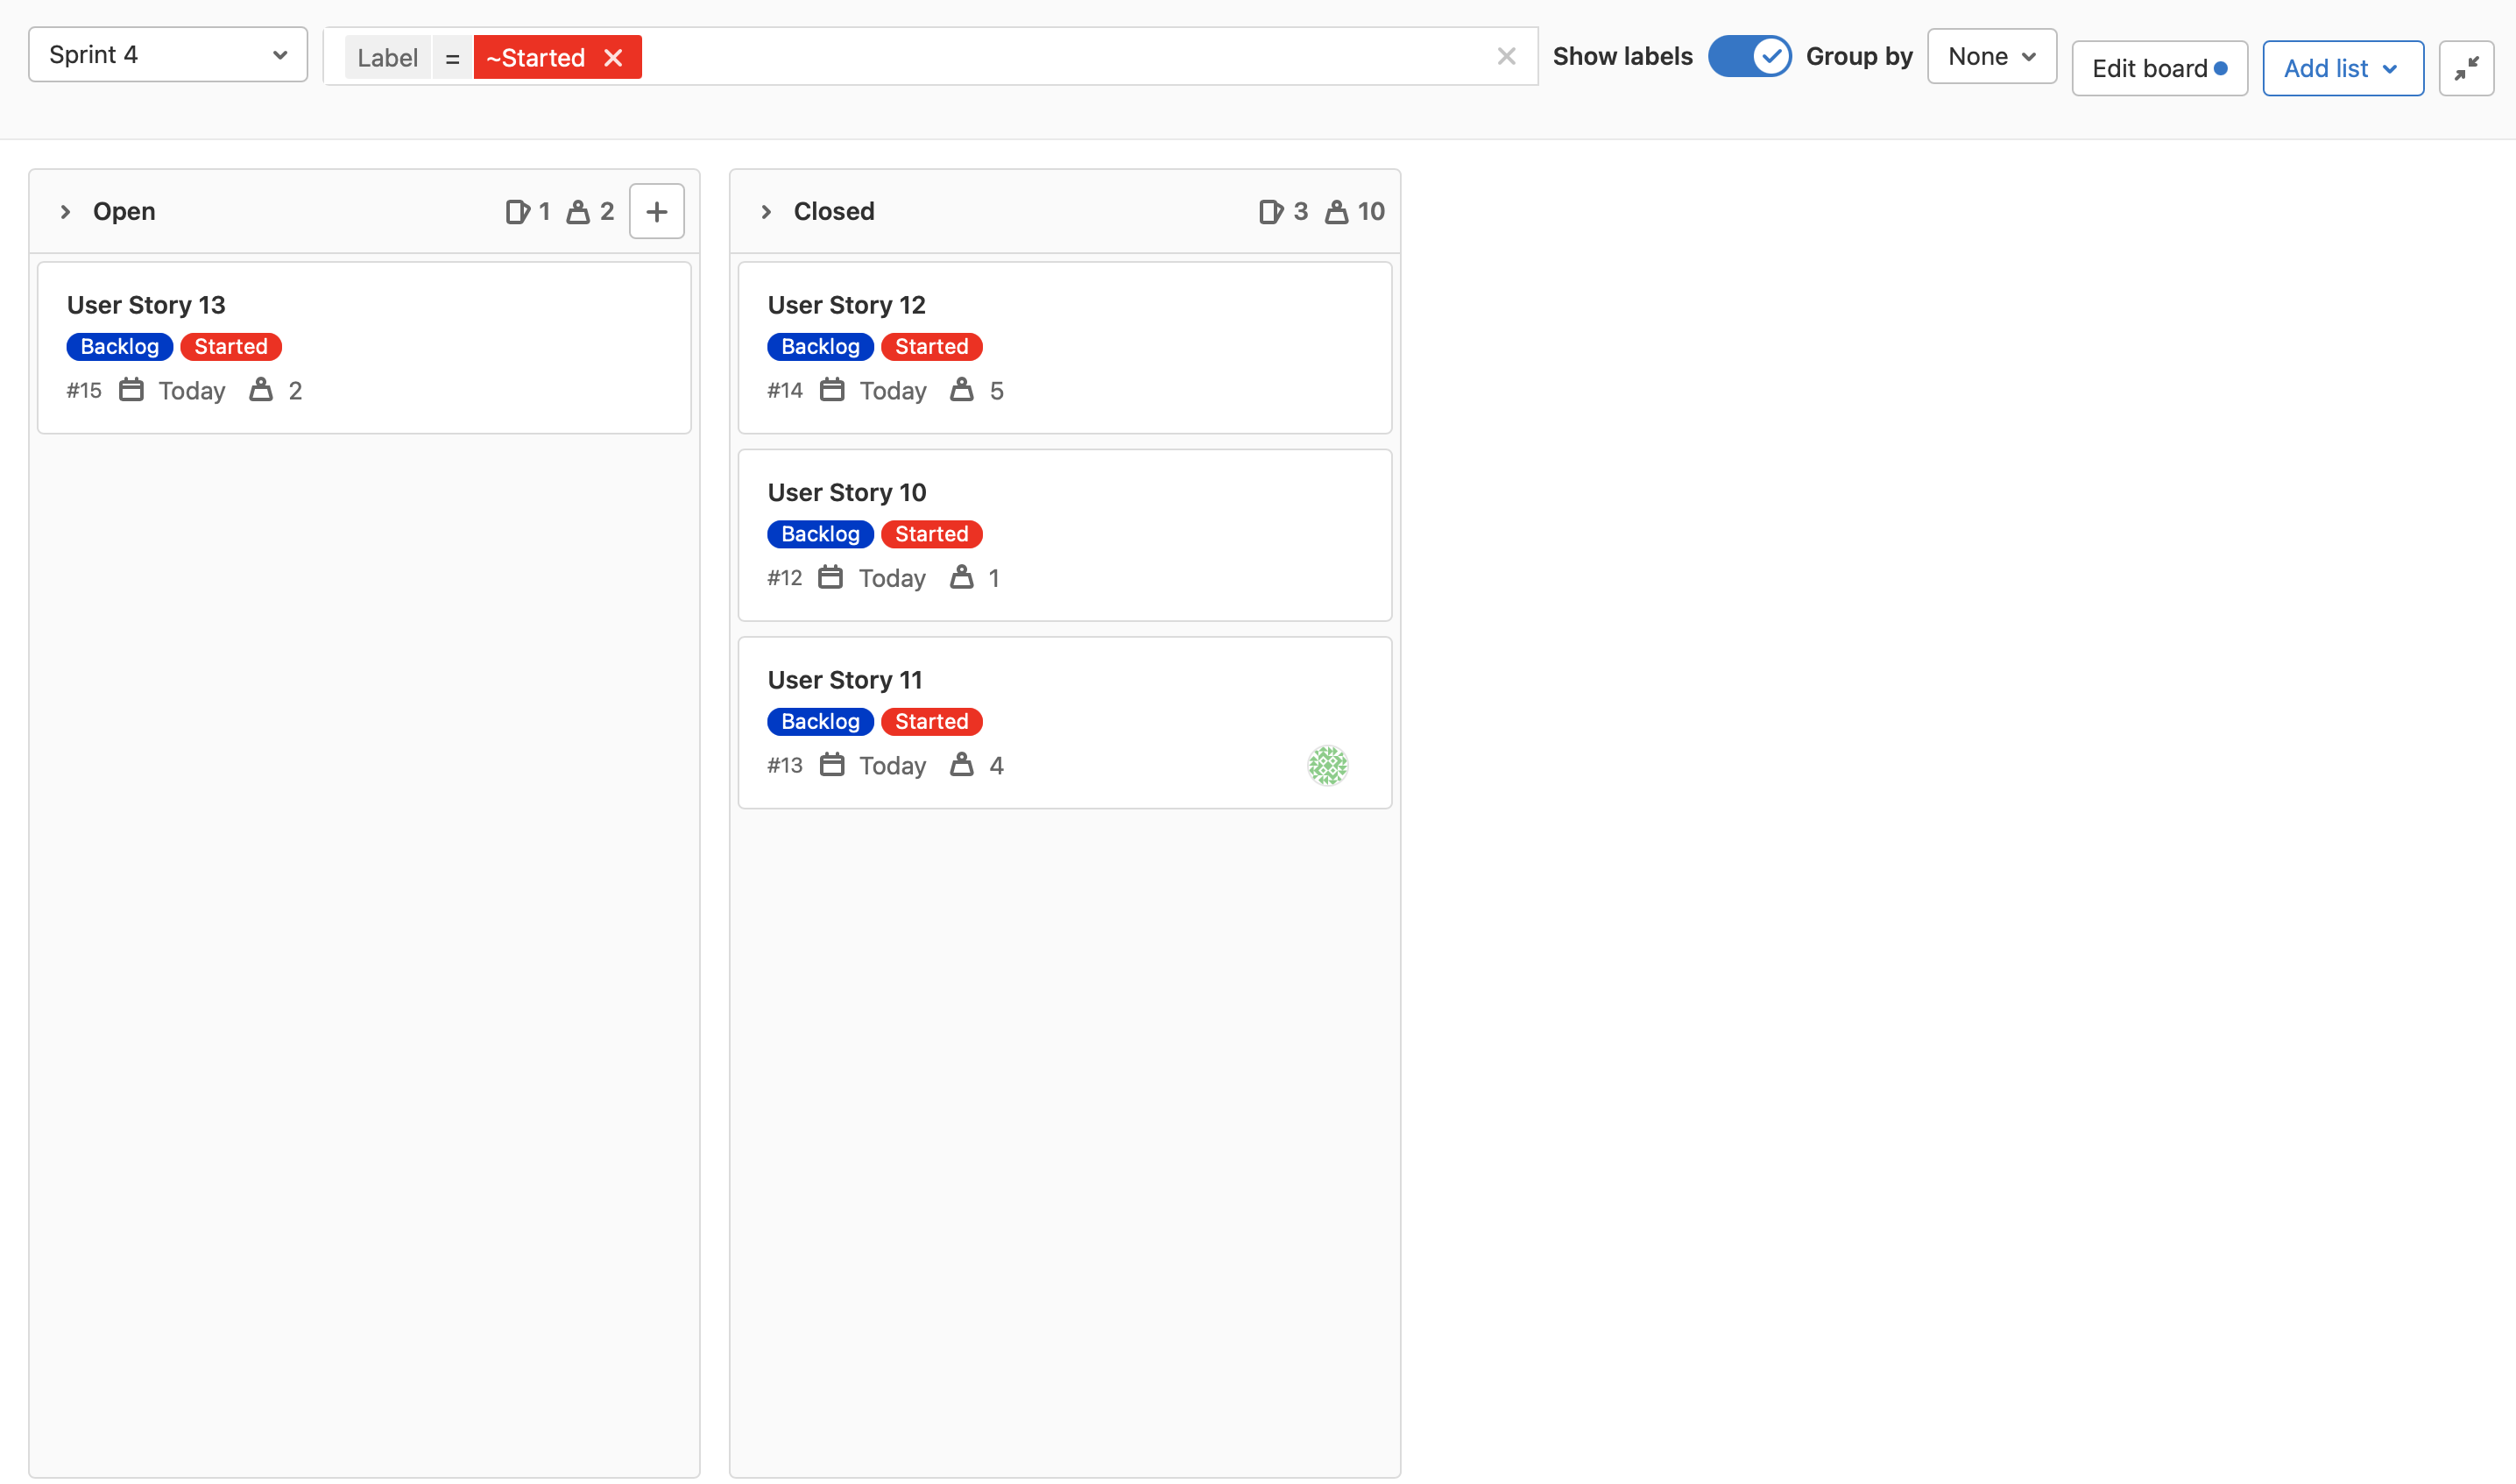 Sprint 4
Label = ~Started
Show labels
Group by
None
Edit board
Add list
Open 1 2
User Story 13
Backlog Started
#15 Today 2
Closed 3 10
User Story 12
Backlog Started
#14 Today 5
User Story 10
Backlog Started
#12 Today 1
User Story 11
Backlog Started
#13 Today 4